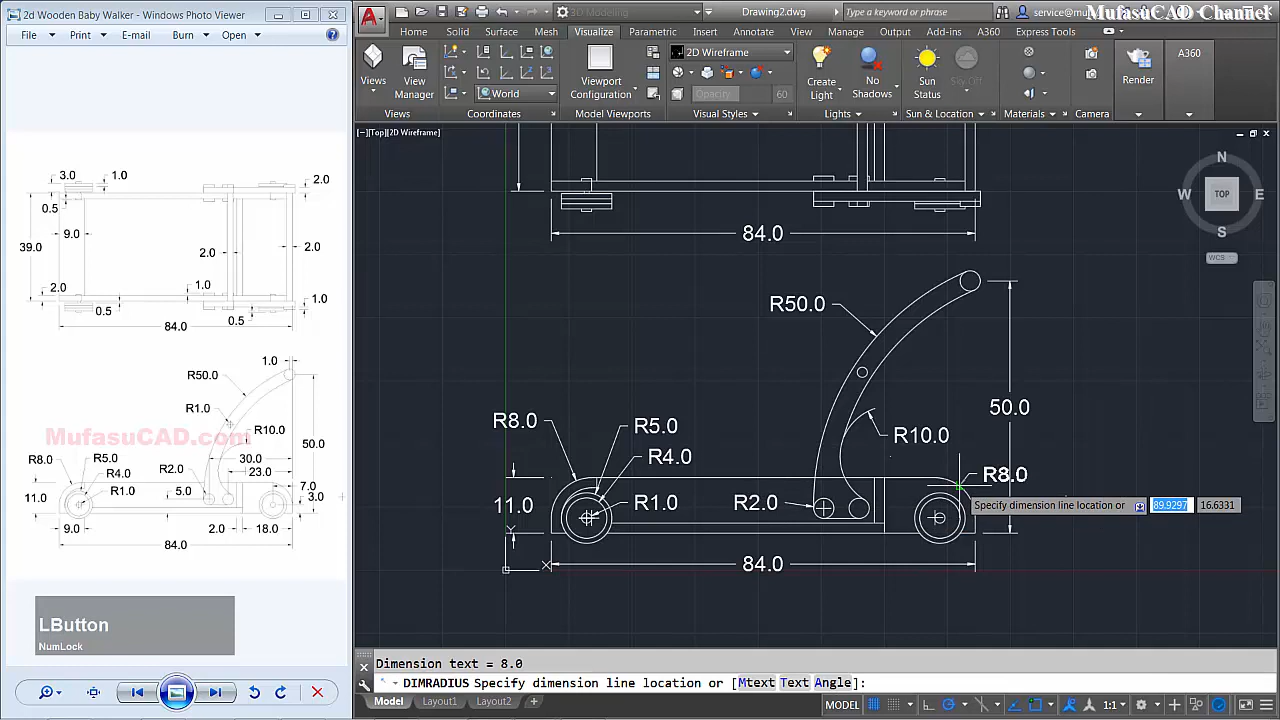 2d Wooden Baby Walker - Windows Photo Viewer
File Print E-mail Burn Open
3.0 1.0 2.0
0.5
9.0
39.0 2.0 2.0
2.0 1.0 1.0
0.5 0.5
84.0
1.0
R50.0
R1.0
R10.0
MufasuCAD.com
50.0
R8.0 R5.0 30.0
R4.0 R2.0 23.0
R1.0 5.0 7.0
11.0 3.0
9.0 2.0 18.0
84.0
LButton
NumLock
3D Modeling Drawing2.dwg Type a keyword or phrase
MufasuCAD Channel
Home Solid Surface Mesh Visualize Parametric Insert Annotate View Manage Output Add-ins A360 Express Tools
2D Wireframe
World
Opacity 60
Views View Manager Viewport Configuration Create Light No Shadows Sun Status Sky Off Render A360
Views Coordinates Model Viewports Visual Styles Lights Sun & Location Materials Camera
[−][Top][2D Wireframe]
N
W TOP E
S
WCS
84.0
R50.0
50.0
R8.0 R5.0
R10.0
R4.0
R8.0
11.0 R1.0 R2.0
Specify dimension line location or 89.9297 16.6331
Y
X 84.0
Dimension text = 8.0
DIMRADIUS Specify dimension line location or [Mtext Text Angle]:
Model Layout1 Layout2 +
MODEL 1:1